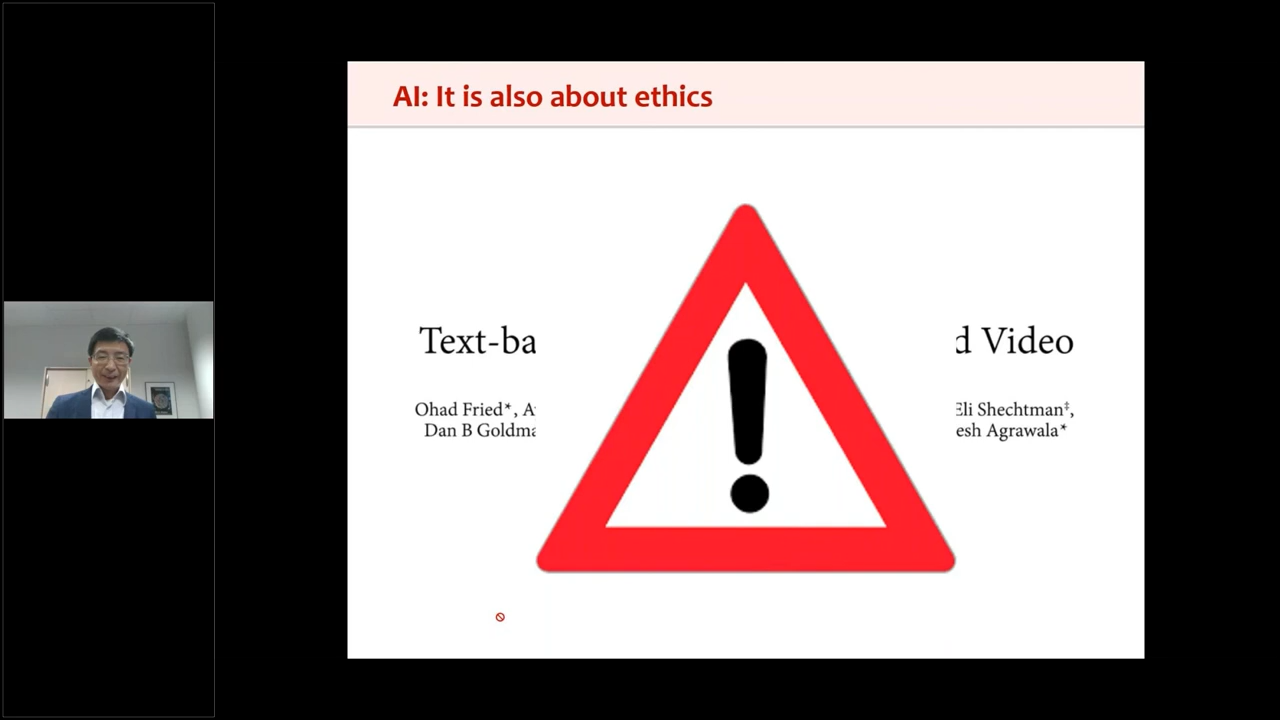 AI: It is also about ethics
Text-ba d Video
Ohad Fried*, A Eli Shechtman‡,
Dan B Goldma esh Agrawala*